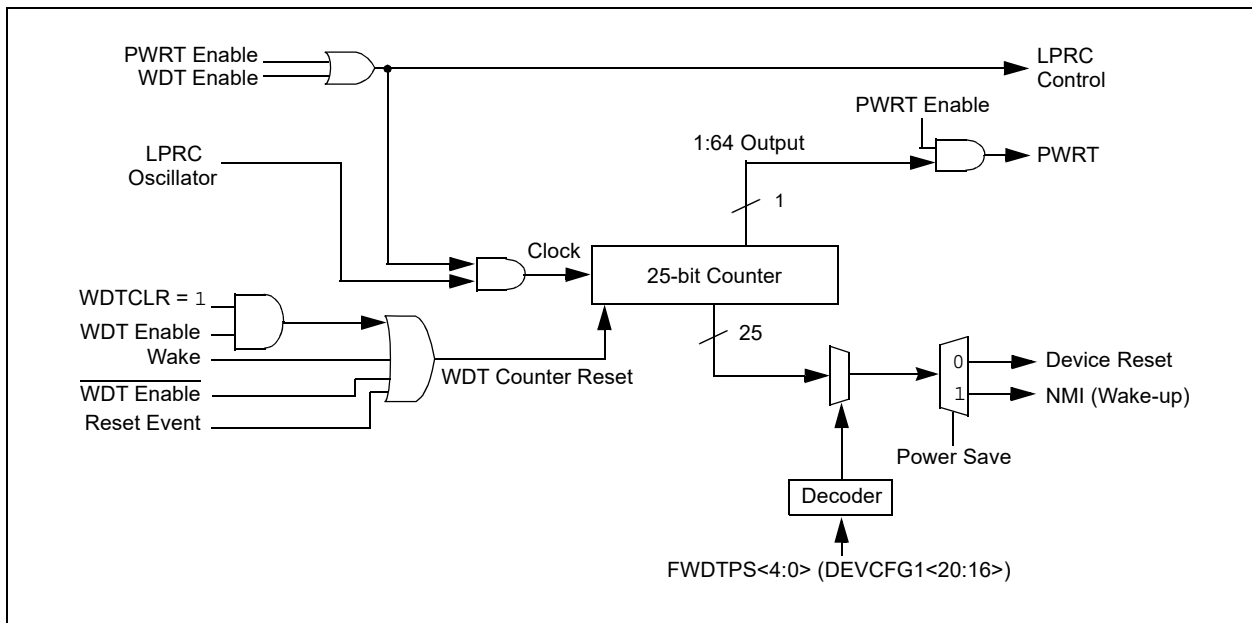 PWRT Enable
WDT Enable
LPRC
Control
PWRT Enable
1:64 Output
PWRT
LPRC
Oscillator
1
Clock
25-bit Counter
WDTCLR = 1
WDT Enable
Wake
WDT Enable
Reset Event
WDT Counter Reset
25
0
1
Device Reset
NMI (Wake-up)
Power Save
Decoder
FWDTPS<4:0> (DEVCFG1<20:16>)